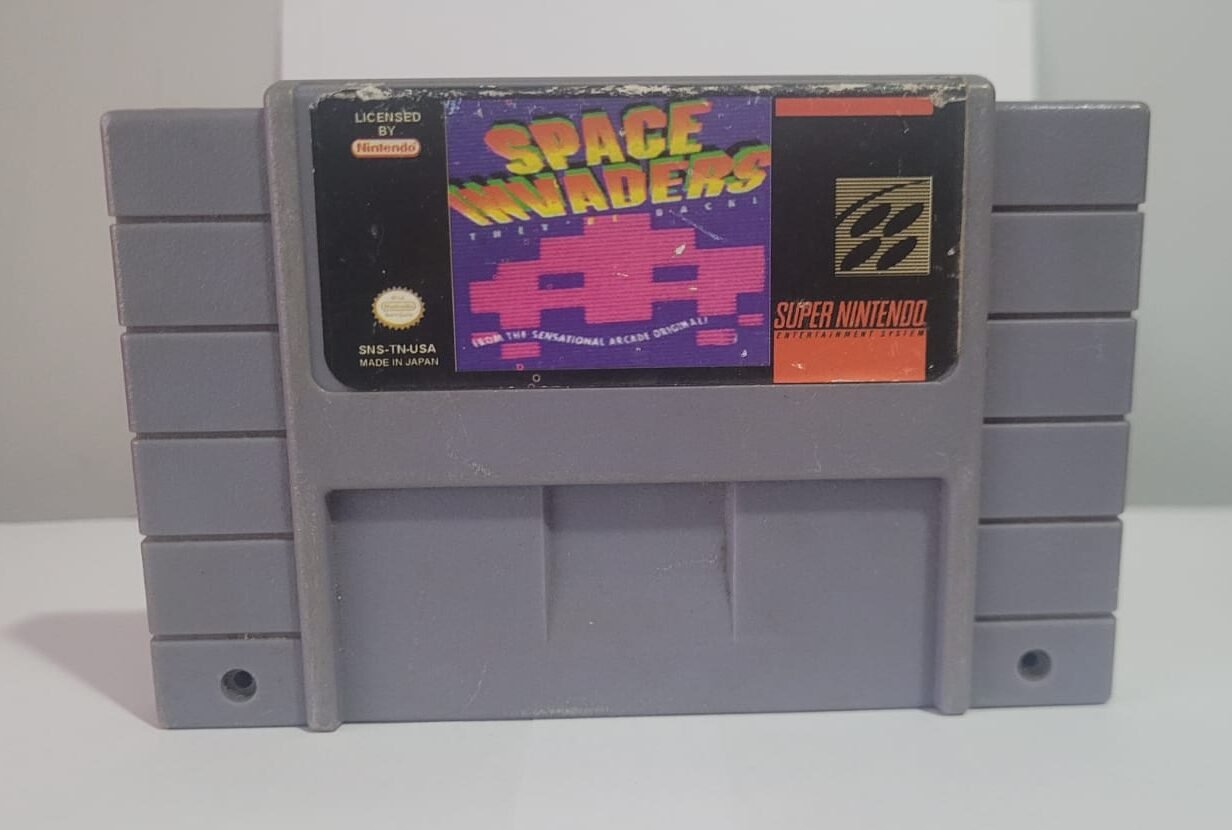 LICENSED
BY
Nintendo
SPACE
INVADERS
BACK!
FROM THE SENSATIONAL ARCADE ORIGINAL!
SNS-TN-USA
MADE IN JAPAN
SUPER NINTENDO
ENTERTAINMENT SYSTEM